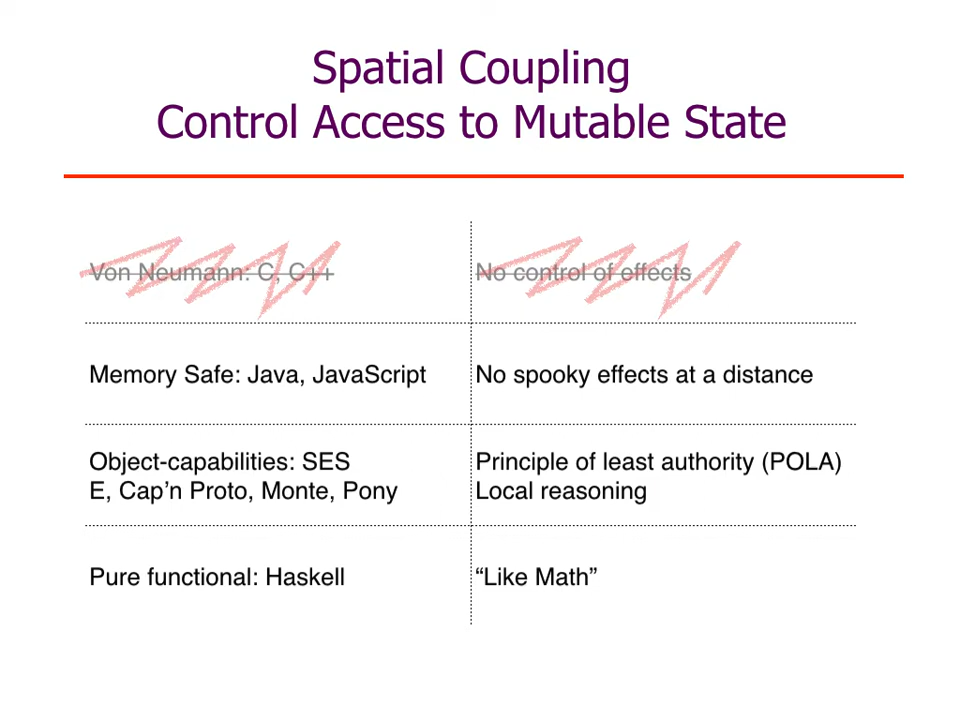 Spatial Coupling
Control Access to Mutable State
Von Neumann: C, C++
No control of effects
Memory Safe: Java, JavaScript
No spooky effects at a distance
Object-capabilities: SES
E, Cap’n Proto, Monte, Pony
Principle of least authority (POLA)
Local reasoning
Pure functional: Haskell
“Like Math”